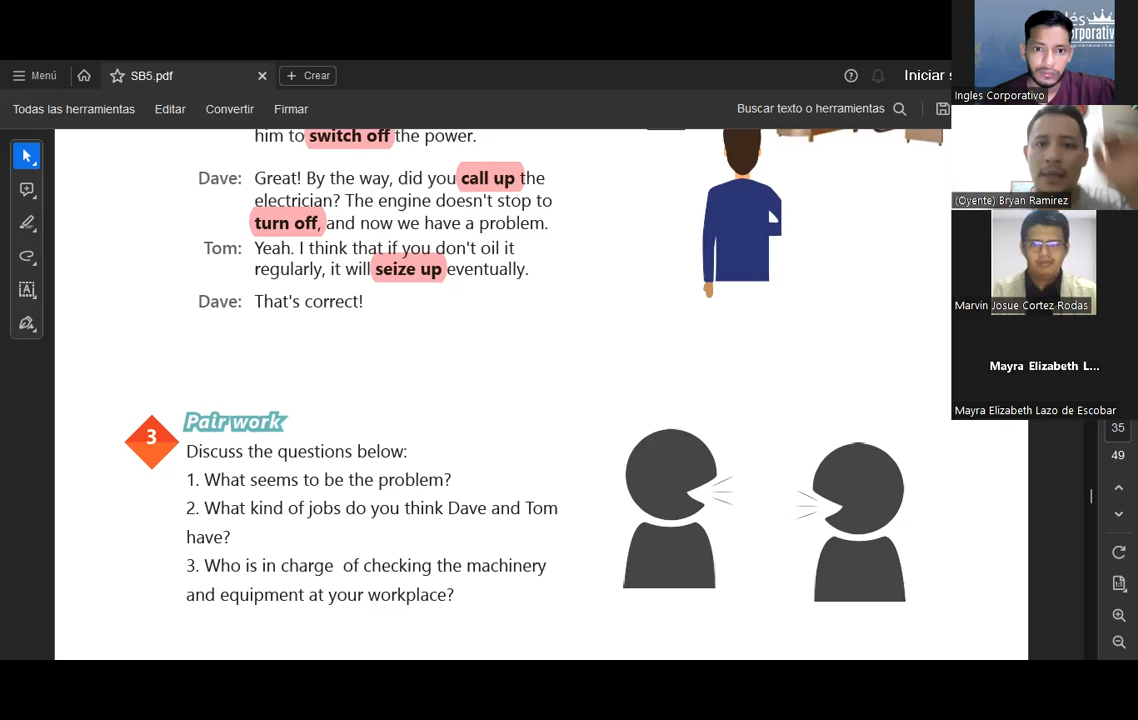 Menú
SB5.pdf
Crear
Iniciar s
Todas las herramientas
Editar
Convertir
Firmar
Buscar texto o herramientas
him to switch off the power.
Dave: Great! By the way, did you call up the
electrician? The engine doesn't stop to
turn off, and now we have a problem.
Tom: Yeah. I think that if you don't oil it
regularly, it will seize up eventually.
Dave: That's correct!
3
Pair work
Discuss the questions below:
1. What seems to be the problem?
2. What kind of jobs do you think Dave and Tom
have?
3. Who is in charge of checking the machinery
and equipment at your workplace?
lés
orporativo
Ingles Corporativo
(Oyente) Bryan Ramirez
Marvin Josue Cortez Rodas
Mayra Elizabeth L...
Mayra Elizabeth Lazo de Escobar
35
49